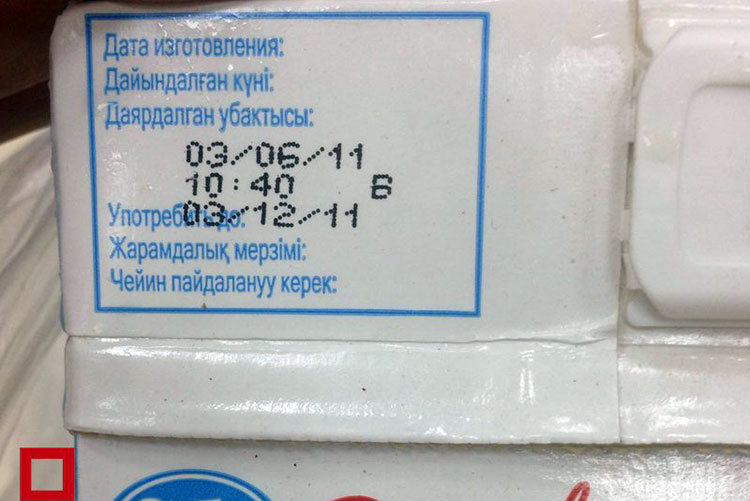 Дата изготовления:
Дайындалған күні:
Даярдалган убактысы:
03/06/11
10:40 В
Употребить до:
03/12/11
Жарамдалық мерзімі:
Чейин пайдалануу керек: